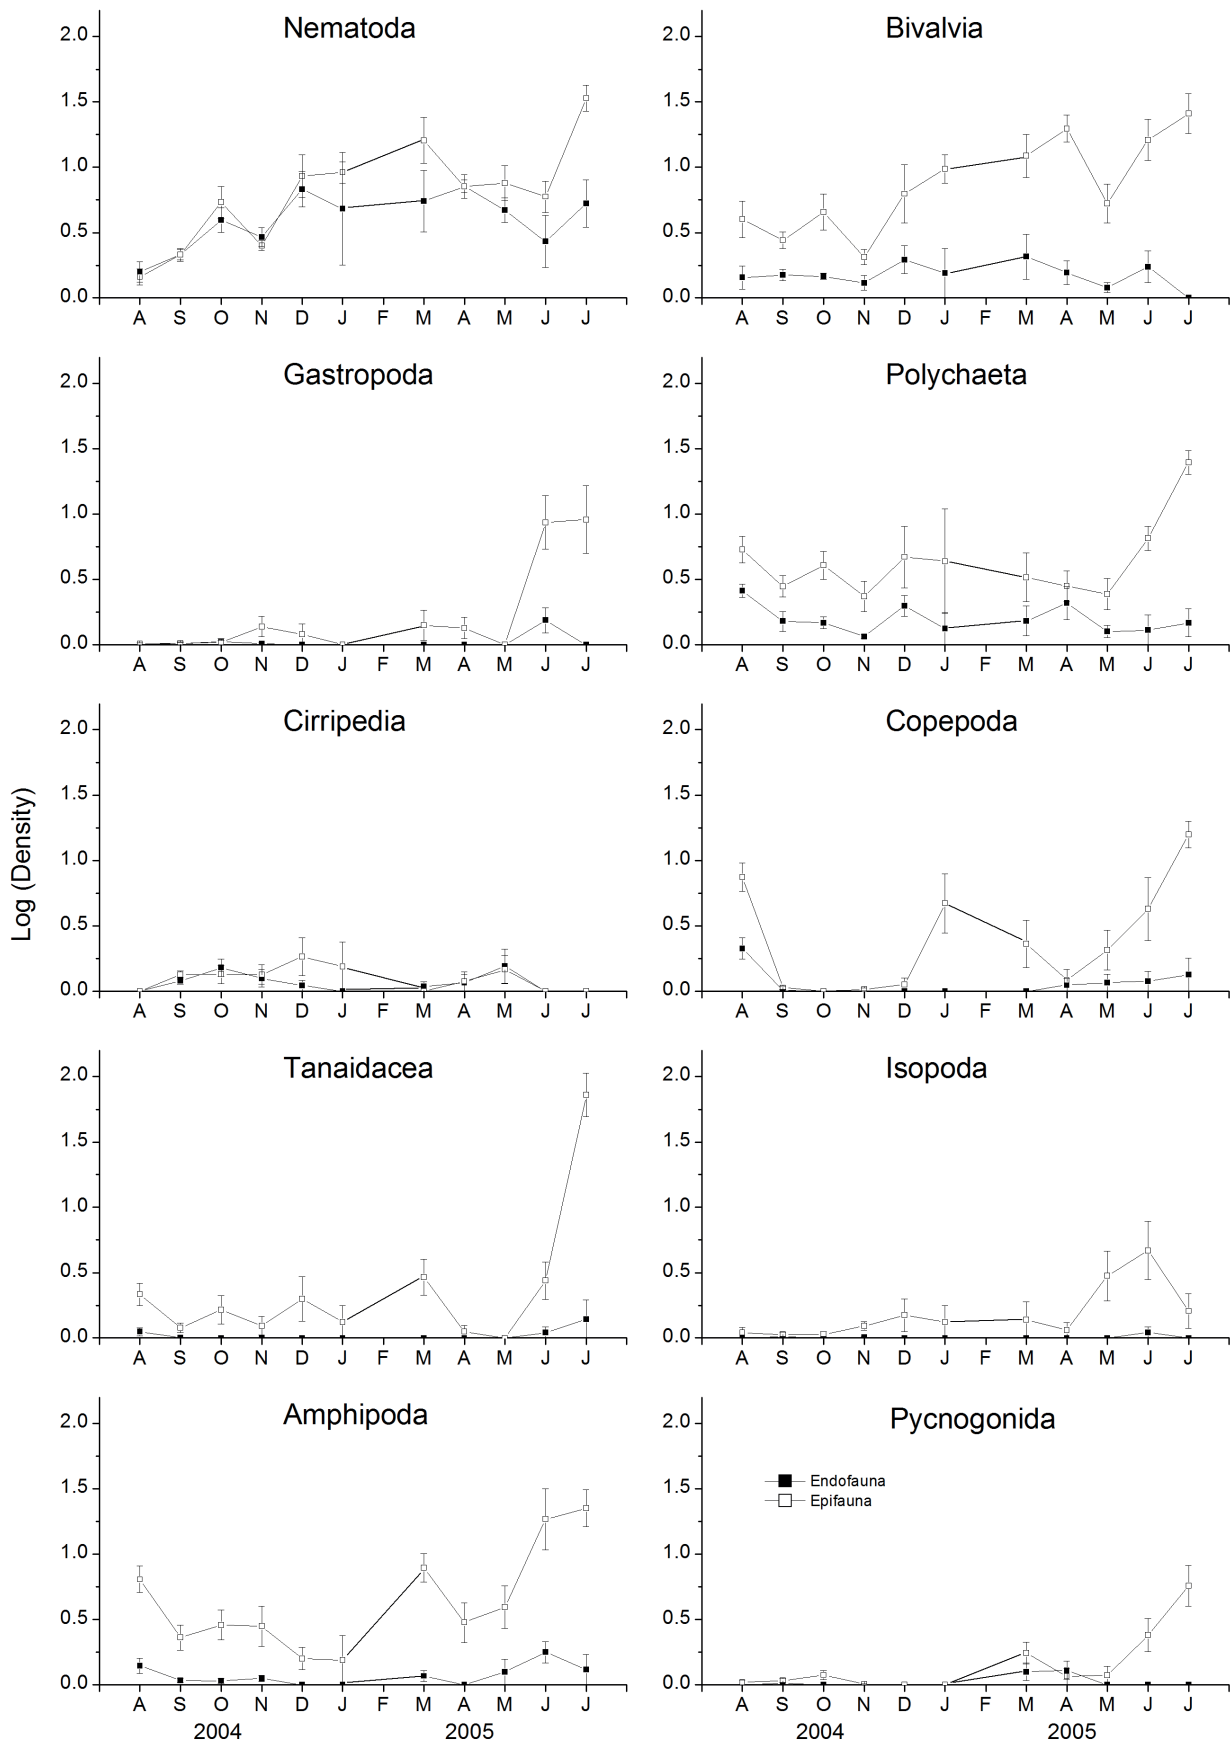 Nematoda
2.0
1.5
1.0
0.5
0.0
A S O N D J F M A M J J
Bivalvia
2.0
1.5
1.0
0.5
0.0
A S O N D J F M A M J J
Gastropoda
2.0
1.5
1.0
0.5
0.0
A S O N D J F M A M J J
Polychaeta
2.0
1.5
1.0
0.5
0.0
A S O N D J F M A M J J
Log (Density)
Cirripedia
2.0
1.5
1.0
0.5
0.0
A S O N D J F M A M J J
Copepoda
2.0
1.5
1.0
0.5
0.0
A S O N D J F M A M J J
Tanaidacea
2.0
1.5
1.0
0.5
0.0
A S O N D J F M A M J J
Isopoda
2.0
1.5
1.0
0.5
0.0
A S O N D J F M A M J J
Amphipoda
2.0
1.5
1.0
0.5
0.0
A S O N D J F M A M J J
2004 2005
Pycnogonida
Endofauna
Epifauna
2.0
1.5
1.0
0.5
0.0
A S O N D J F M A M J J
2004 2005